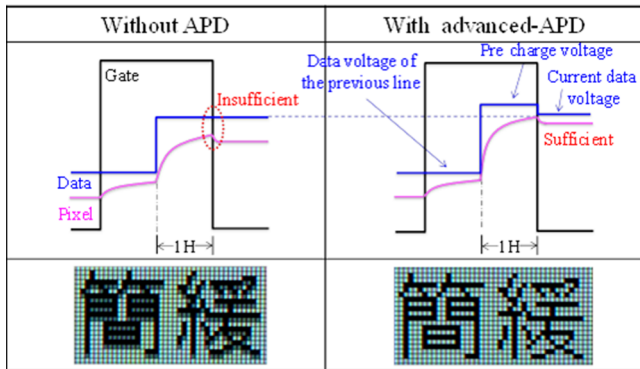 Without APD
With advanced-APD
Gate
Insufficient
Data
Pixel
1H
Data voltage of
the previous line
Pre charge voltage
Current data
voltage
Sufficient
1H
簡緩
簡緩